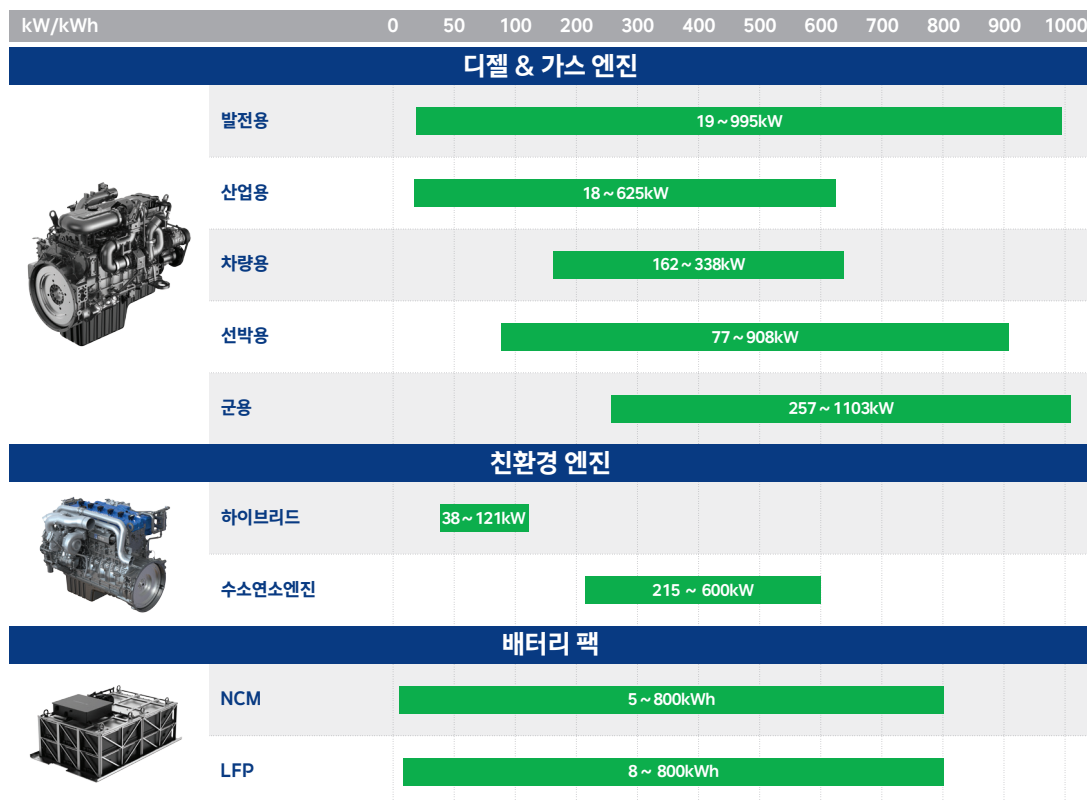 kW/kWh 0 50 100 200 300 400 500 600 700 800 900 1000
디젤 & 가스 엔진
발전용 19~995kW
산업용 18~625kW
차량용 162~338kW
선박용 77~908kW
군용 257~1103kW
친환경 엔진
하이브리드 38~121kW
수소연소엔진 215 ~ 600kW
배터리 팩
NCM 5~800kWh
LFP 8~ 800kWh